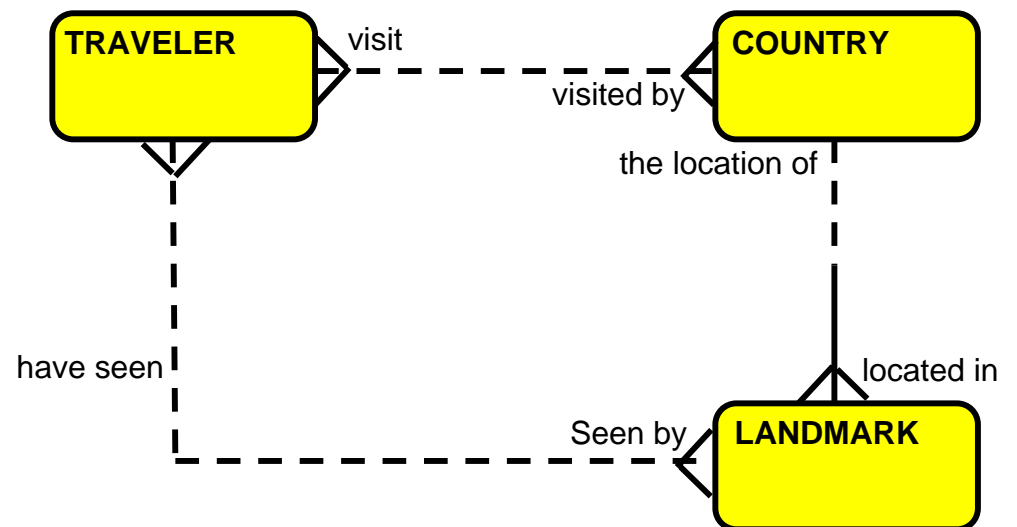 TRAVELER
visit
COUNTRY
visited by
the location of
have seen
located in
Seen by
LANDMARK